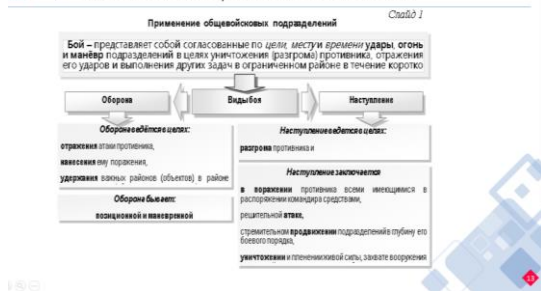 Слайд 1
Применение общевойсковых подразделений
Бой – представляет собой согласованные по цели, месту и времени удары, огонь
и манёвр подразделений в целях уничтожения (разгрома) противника, отражения
его ударов и выполнения других задач в ограниченном районе в течение коротко
Оборона
Виды боя
Наступление
Оборона ведётся в целях:
отражения атаки противника,
нанесения ему поражения,
удержания важных районов (объектов) в районе
Оборона бывает:
позиционной и маневренной
Наступление ведется в целях:
разгрома противника и
Наступление заключается
в поражении противника всеми имеющимися в
распоряжении командира средствами,
решительной атаке,
стремительном продвижении подразделений в глубину его
боевого порядка,
уничтожении и пленении живой силы, захвате вооружения
13